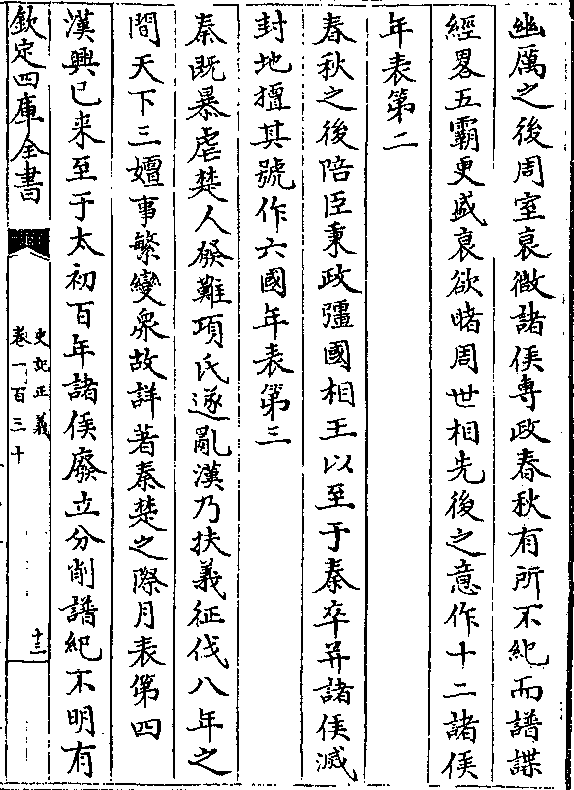 幽厲之後周室衰微諸侯專政春秋有所不紀而譜諜
經畧五霸更盛衰欲睹周世相先後之意作十二諸侯
年表第二
春秋之後陪臣秉政彊國相王以至于秦卒并諸侯滅
封地擅其號作六國年表第三
秦既暴虐楚人發難項氏遂亂漢乃扶義征伐八年之
間天下三嬗事繁變衆故詳著秦楚之際月表第四
漢興已来至于太初百年諸侯廢立分削譜紀不明有
欽定四庫全書
史記正義
卷一百三十
十三